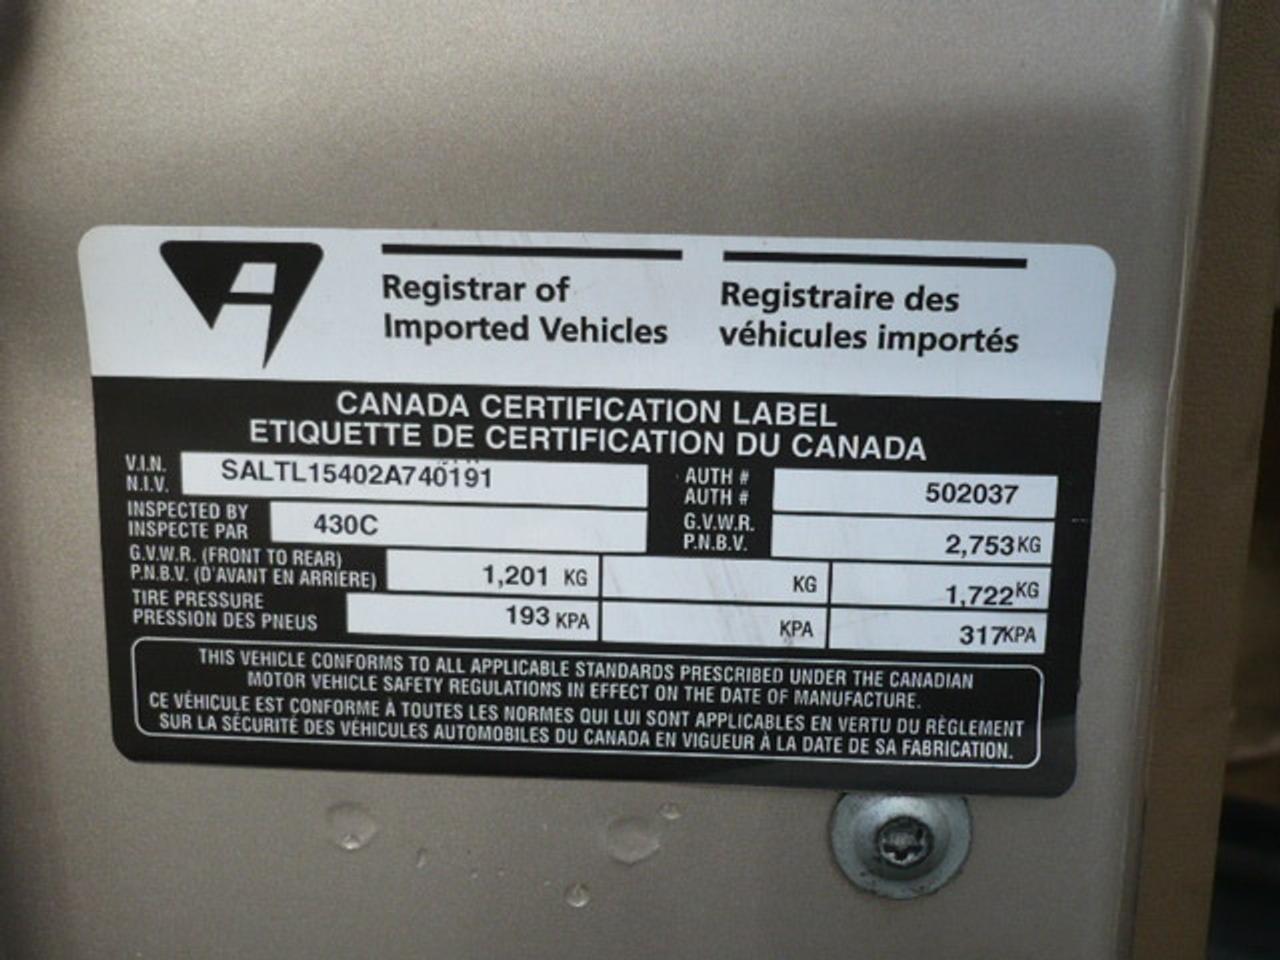 Registrar of
Imported Vehicles
Registraire des
véhicules importés
CANADA CERTIFICATION LABEL
ETIQUETTE DE CERTIFICATION DU CANADA
V.I.N.
N.I.V.
SALTL15402A740191
AUTH #
AUTH #
502037
INSPECTED BY
INSPECTE PAR
430C
G.V.W.R.
P.N.B.V.
2,753 KG
G.V.W.R. (FRONT TO REAR)
P.N.B.V. (D'AVANT EN ARRIERE)
1,201 KG
KG
1,722 KG
TIRE PRESSURE
PRESSION DES PNEUS
193 KPA
KPA
317 KPA
THIS VEHICLE CONFORMS TO ALL APPLICABLE STANDARDS PRESCRIBED UNDER THE CANADIAN
MOTOR VEHICLE SAFETY REGULATIONS IN EFFECT ON THE DATE OF MANUFACTURE.
CE VÉHICULE EST CONFORME À TOUTES LES NORMES QUI LUI SONT APPLICABLES EN VERTU DU RÈGLEMENT
SUR LA SÉCURITÉ DES VÉHICULES AUTOMOBILES DU CANADA EN VIGUEUR À LA DATE DE SA FABRICATION.